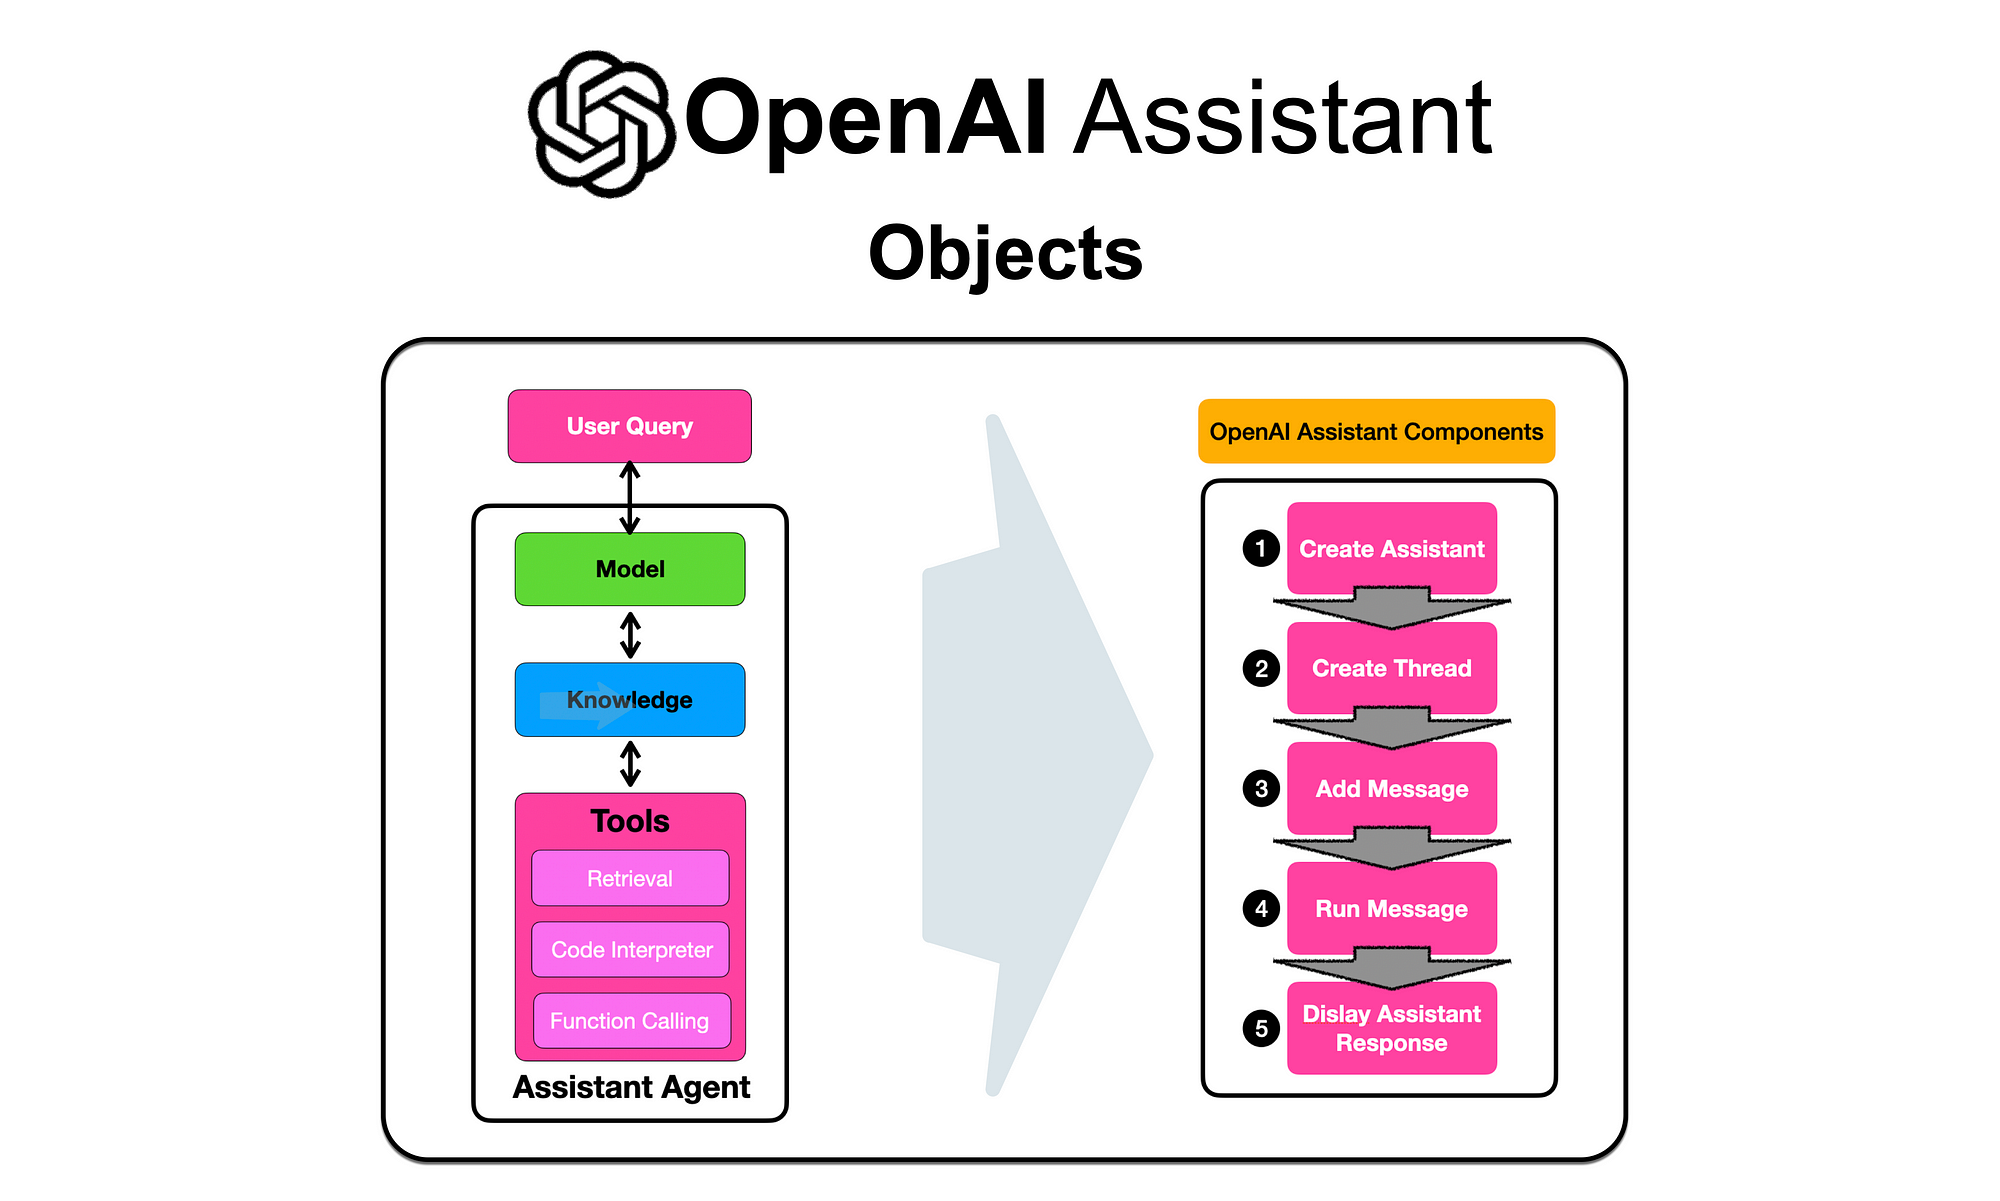 OpenAI Assistant
Objects
User Query
Model
Knowledge
Tools
Retrieval
Code Interpreter
Function Calling
Assistant Agent
OpenAI Assistant Components
1 Create Assistant
2 Create Thread
3 Add Message
4 Run Message
5 Dislay Assistant
Response